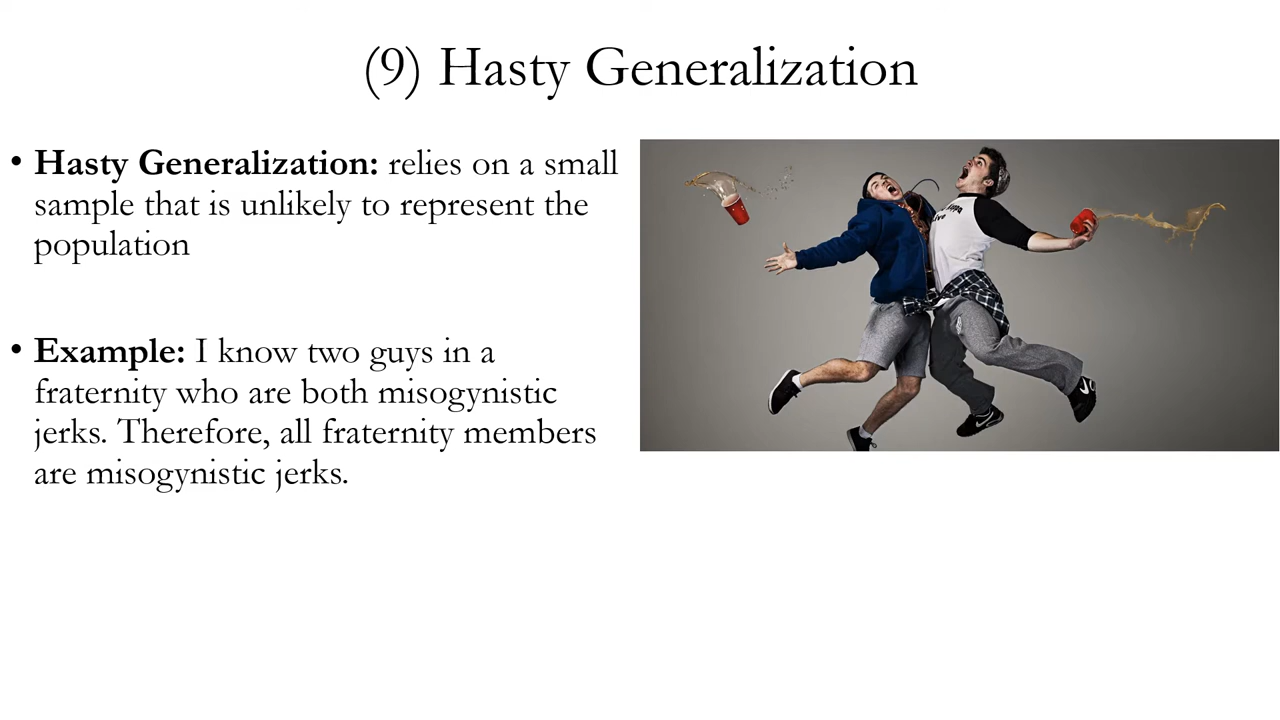 (9) Hasty Generalization
• Hasty Generalization: relies on a small
sample that is unlikely to represent the
population
• Example: I know two guys in a
fraternity who are both misogynistic
jerks. Therefore, all fraternity members
are misogynistic jerks.